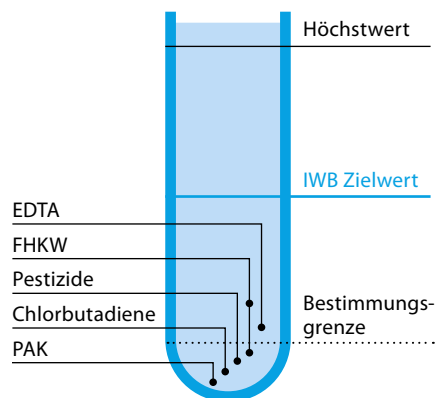 Höchstwert
IWB Zielwert
EDTA
FHKW
Pestizide
Chlorbutadiene
PAK
Bestimmungs-
grenze